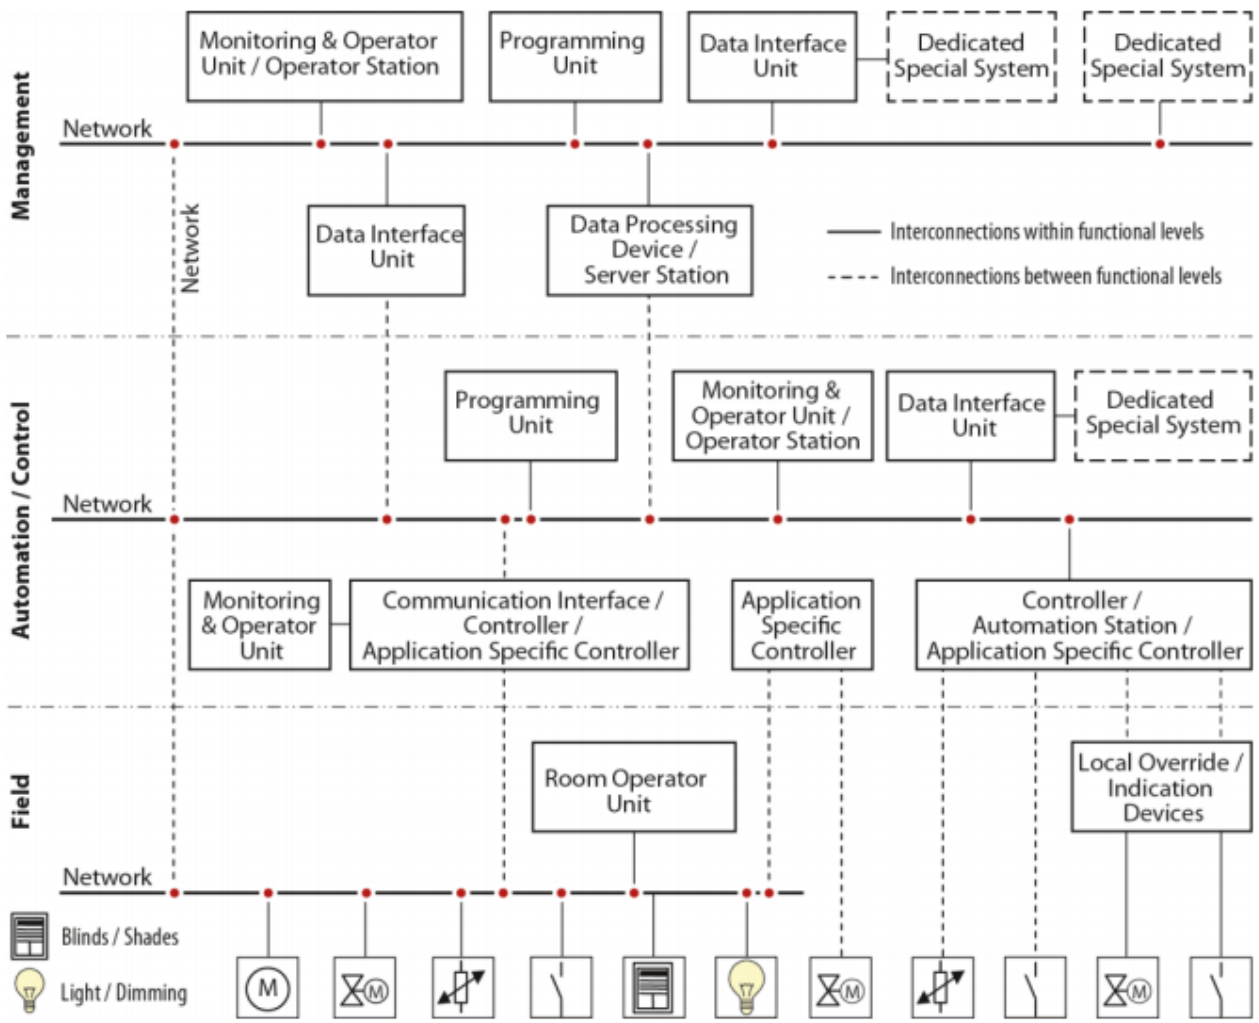 Management
Monitoring & Operator
Unit / Operator Station
Programming
Unit
Data Interface
Unit
Dedicated
Special System
Dedicated
Special System
Network
Network
Data Interface
Unit
Data Processing
Device /
Server Station
Interconnections within functional levels
Interconnections between functional levels
Automation / Control
Programming
Unit
Monitoring &
Operator Unit /
Operator Station
Data Interface
Unit
Dedicated
Special System
Network
Monitoring
& Operator
Unit
Communication Interface /
Controller /
Application Specific Controller
Application
Specific
Controller
Controller /
Automation Station /
Application Specific Controller
Field
Room Operator
Unit
Local Override /
Indication
Devices
Network
Blinds / Shades
Light / Dimming
M
M
M
M